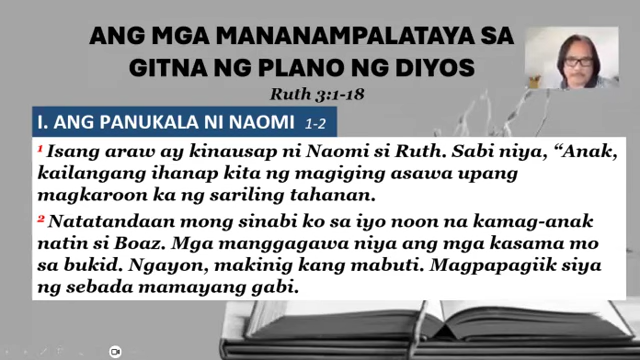 ANG MGA MANANAMPALATAYA SA
GITNA NG PLANO NG DIYOS
Ruth 3:1-18
I. ANG PANUKALA NI NAOMI 1-2
1 Isang araw ay kinausap ni Naomi si Ruth. Sabi niya, “Anak,
kailangang ihanap kita ng magiging asawa upang
magkaroon ka ng sariling tahanan.
2 Natatandaan mong sinabi ko sa iyo noon na kamag-anak
natin si Boaz. Mga manggagawa niya ang mga kasama mo
sa bukid. Ngayon, makinig kang mabuti. Magpapagiik siya
ng sebada mamayang gabi.